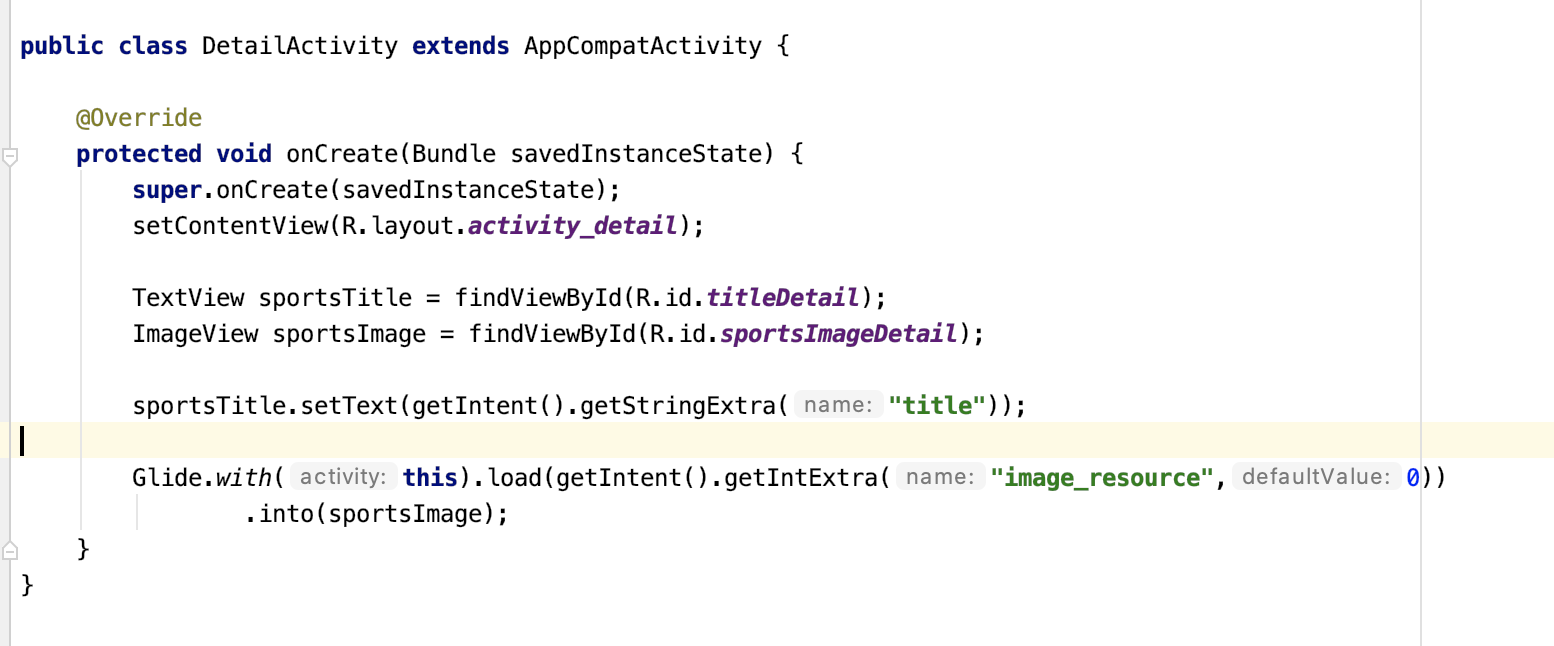 public class DetailActivity extends AppCompatActivity {
@Override
protected void onCreate(Bundle savedInstanceState) {
super.onCreate(savedInstanceState);
setContentView(R.layout.activity_detail);
TextView sportsTitle = findViewById(R.id.titleDetail);
ImageView sportsImage = findViewById(R.id.sportsImageDetail);
sportsTitle.setText(getIntent().getStringExtra( name: "title"));
Glide.with( activity: this).load(getIntent().getIntExtra( name: "image_resource", defaultValue: 0))
.into(sportsImage);
}
}